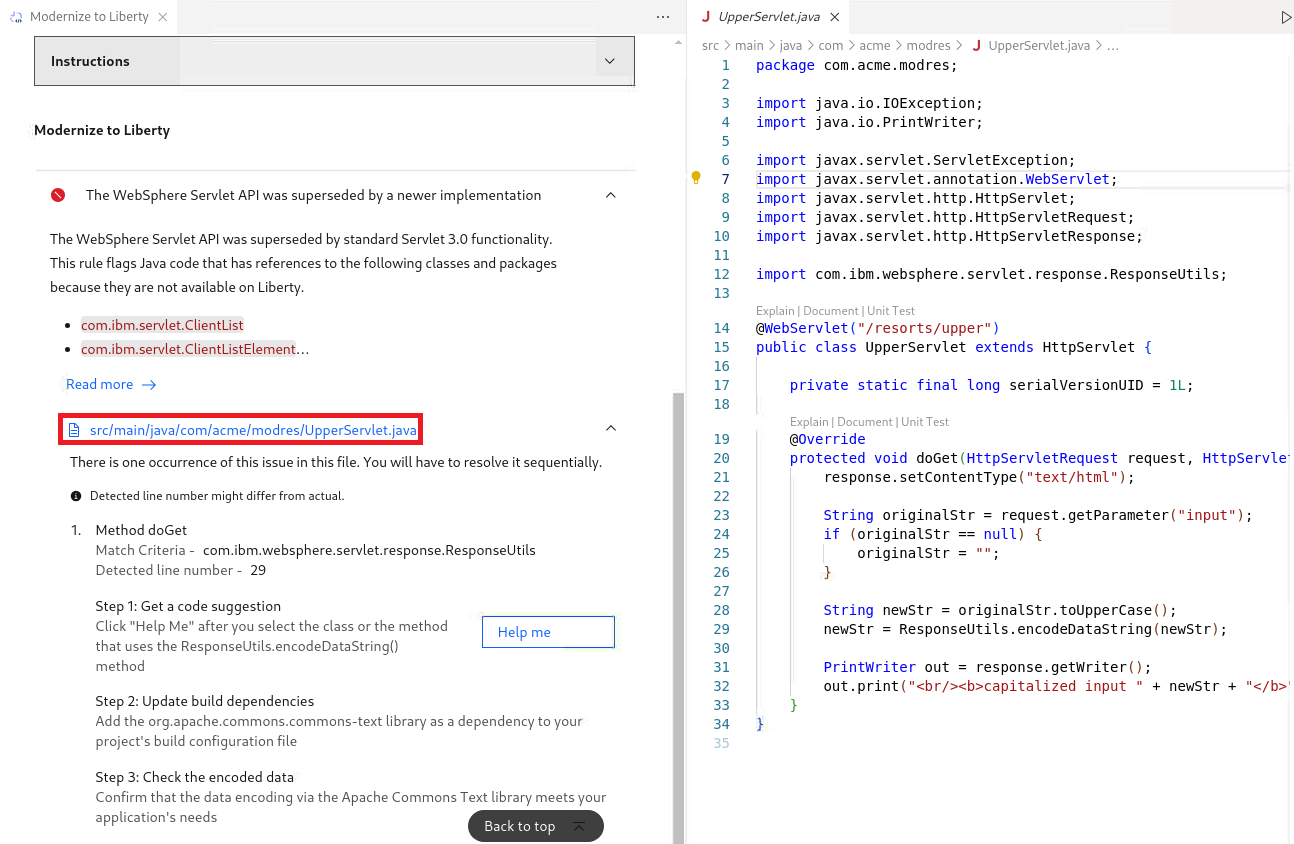 Modernize to Liberty
Instructions
Modernize to Liberty
The WebSphere Servlet API was superseded by a newer implementation
The WebSphere Servlet API was superseded by standard Servlet 3.0 functionality.
This rule flags Java code that has references to the following classes and packages
because they are not available on Liberty.
• com.ibm.servlet.ClientList
• com.ibm.servlet.ClientListElement...
Read more →
src/main/java/com/acme/modres/UpperServlet.java
There is one occurrence of this issue in this file. You will have to resolve it sequentially.
Detected line number might differ from actual.
1. Method doGet
Match Criteria - com.ibm.websphere.servlet.response.ResponseUtils
Detected line number - 29
Step 1: Get a code suggestion
Click "Help Me" after you select the class or the method
that uses the ResponseUtils.encodeDataString()
method
Help me
Step 2: Update build dependencies
Add the org.apache.commons.commons-text library as a dependency to your
project's build configuration file
Step 3: Check the encoded data
Confirm that the data encoding via the Apache Commons Text library meets your
application's needs
Back to top
J UpperServlet.java
src > main > java > com > acme > modres > J UpperServlet.java > ...
1 package com.acme.modres;
2
3 import java.io.IOException;
4 import java.io.PrintWriter;
5
6 import javax.servlet.ServletException;
7 import javax.servlet.annotation.WebServlet;
8 import javax.servlet.http.HttpServlet;
9 import javax.servlet.http.HttpServletRequest;
10 import javax.servlet.http.HttpServletResponse;
11
12 import com.ibm.websphere.servlet.response.ResponseUtils;
13
Explain | Document | Unit Test
14 @WebServlet("/resorts/upper")
15 public class UpperServlet extends HttpServlet {
16
17 private static final long serialVersionUID = 1L;
18
Explain | Document | Unit Test
19 @Override
20 protected void doGet(HttpServletRequest request, HttpServlet
21 response.setContentType("text/html");
22
23 String originalStr = request.getParameter("input");
24 if (originalStr == null) {
25 originalStr = "";
26 }
27
28 String newStr = originalStr.toUpperCase();
29 newStr = ResponseUtils.encodeDataString(newStr);
30
31 PrintWriter out = response.getWriter();
32 out.print("<br/><b>capitalized input " + newStr + "</b>"
33 }
34 }
35